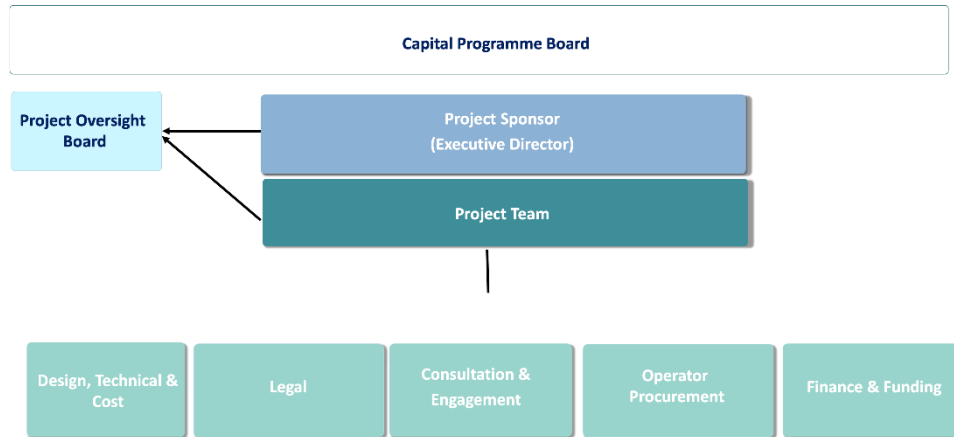 Capital Programme Board
Project Oversight
Board
Project Sponsor
(Executive Director)
Project Team
Design, Technical &
Cost
Legal
Consultation &
Engagement
Operator
Procurement
Finance & Funding